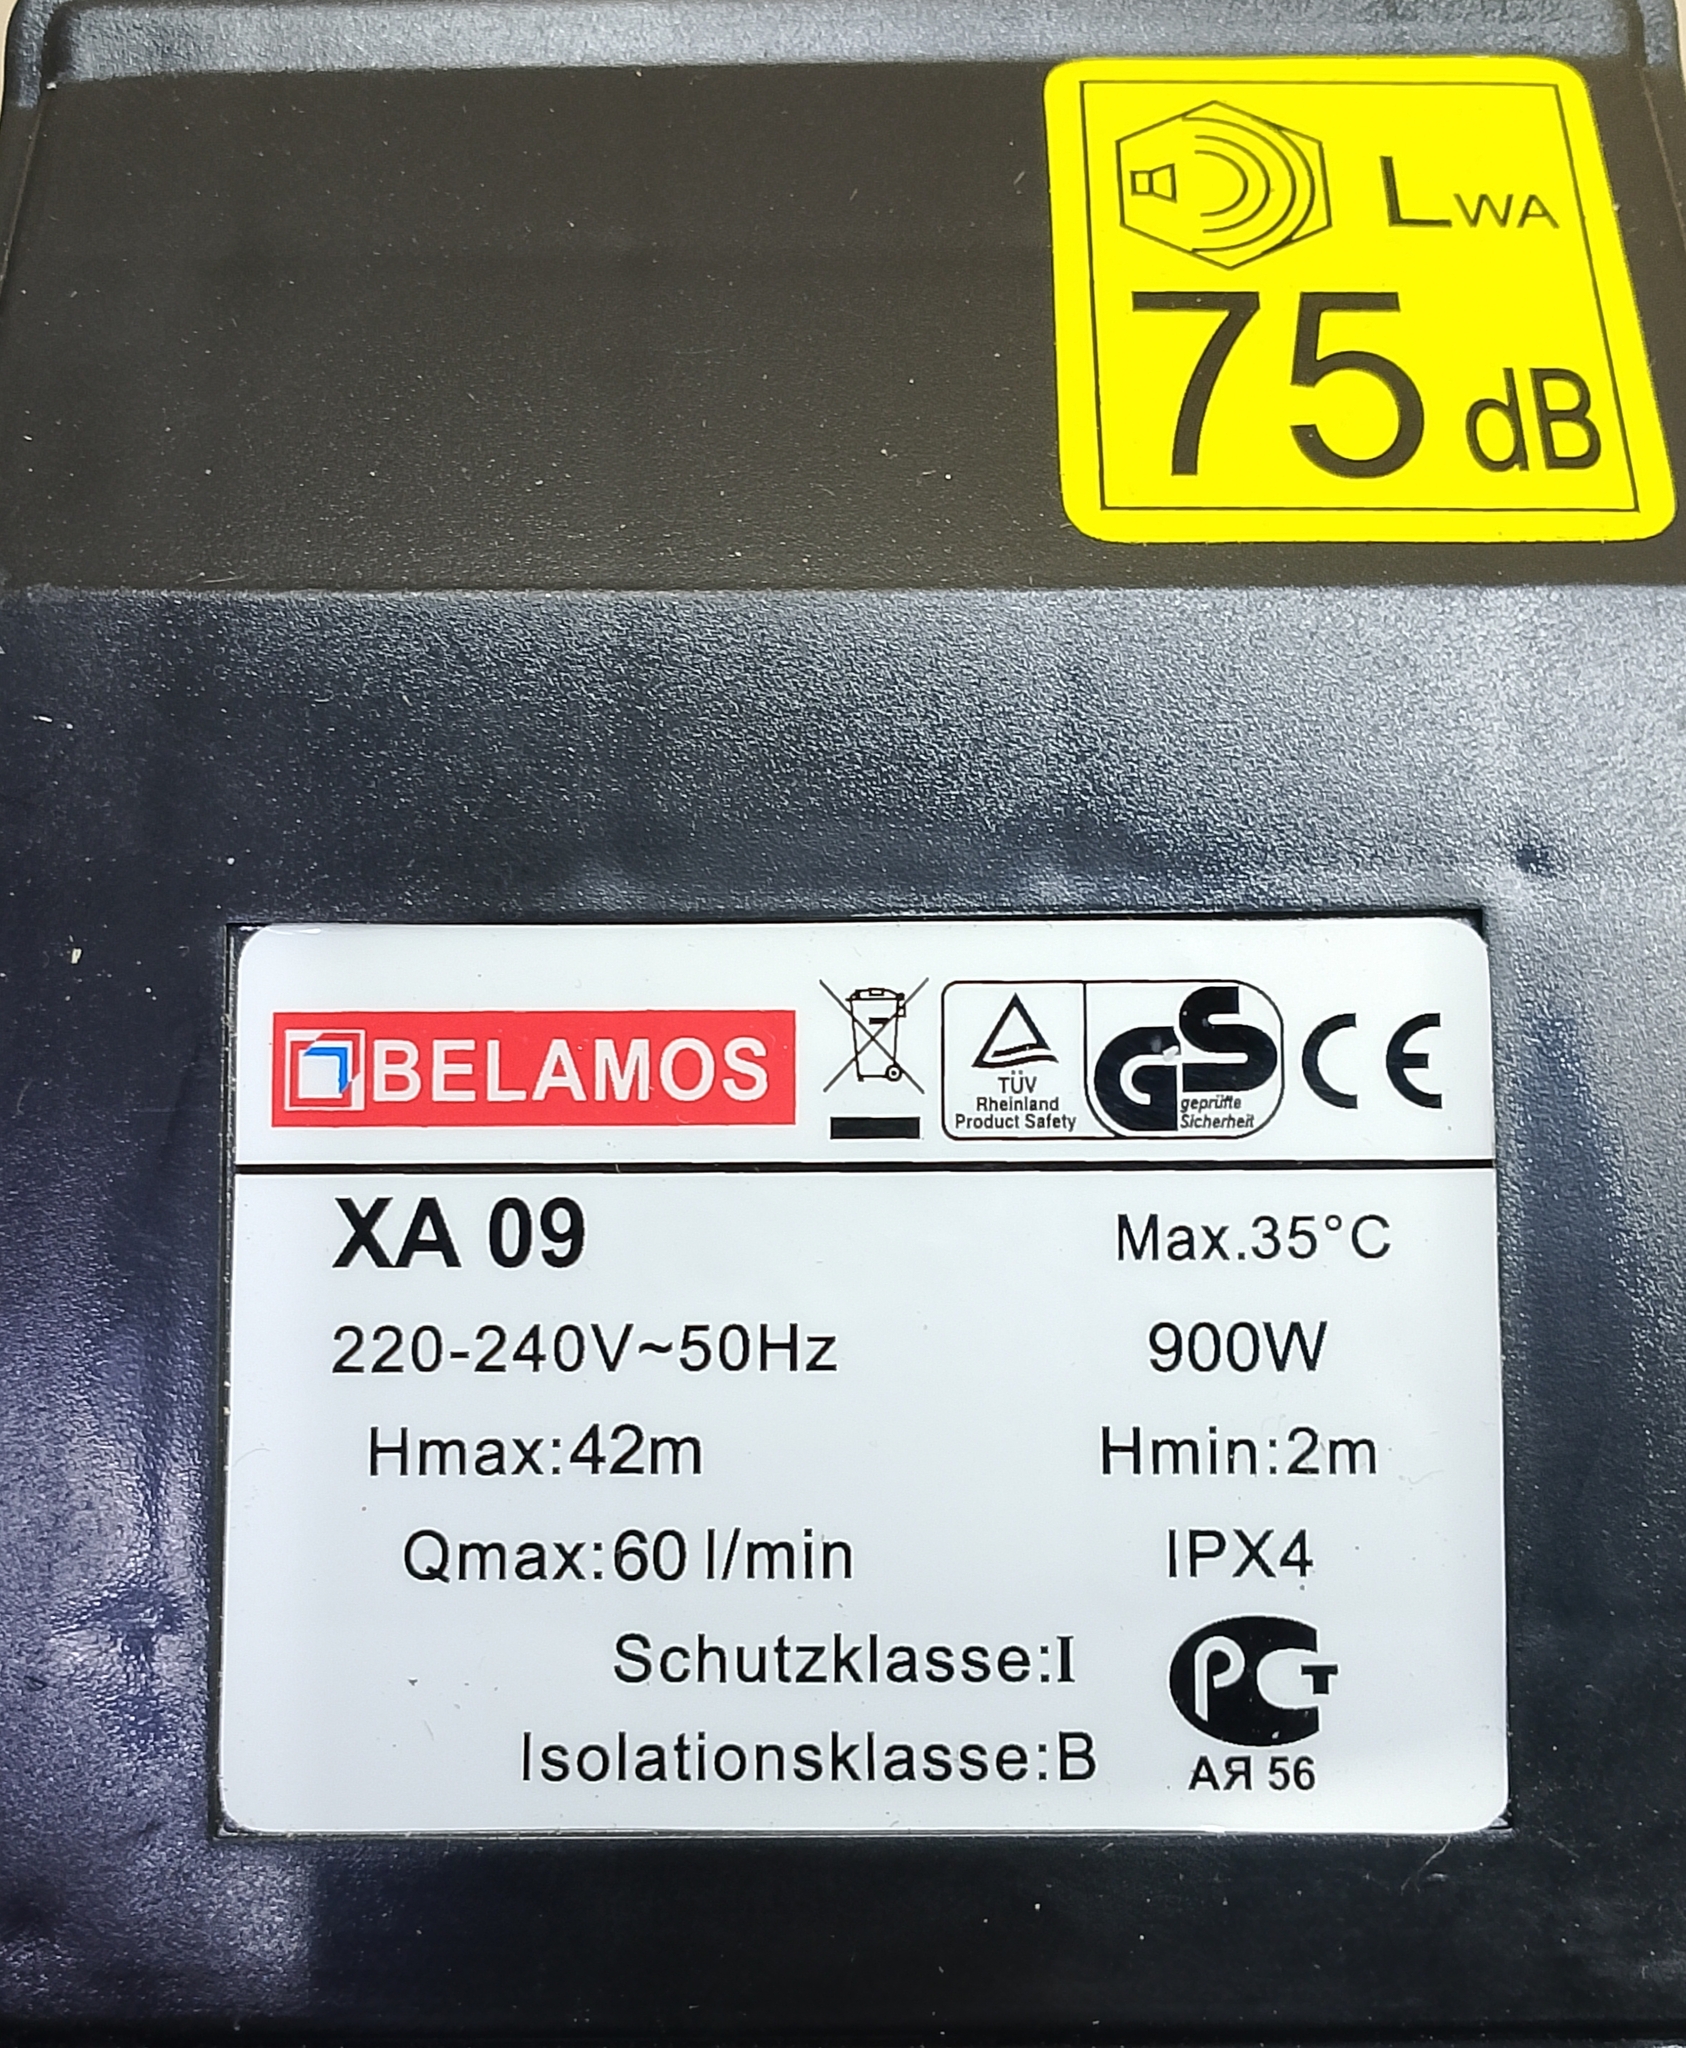 LWA
75 dB
BELAMOS
TÜV
Rheinland
Product Safety
GS
geprüfte
Sicherheit
CE
XA 09 Max.35°C
220-240V~50Hz 900W
Hmax:42m Hmin:2m
Qmax:60 l/min IPX4
Schutzklasse:I
РСТ
Isolationsklasse:B
АЯ 56